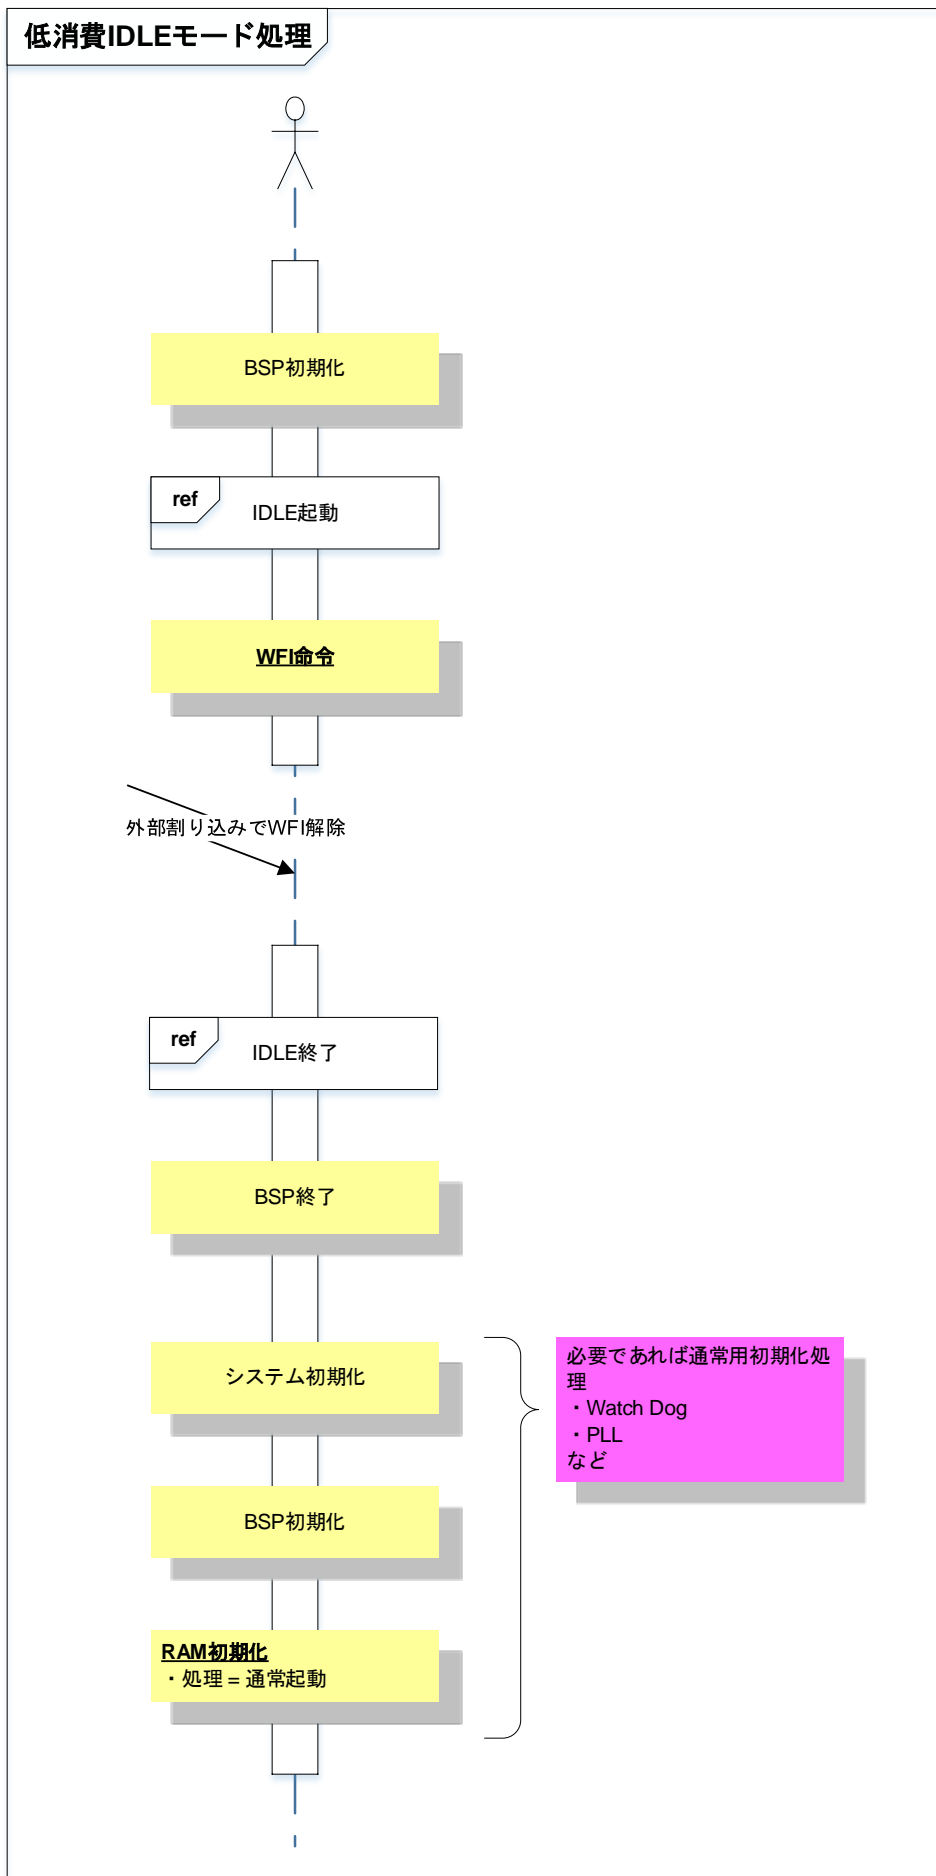 低消費IDLEモード処理
BSP初期化
ref
IDLE起動
WFI命令
外部割り込みでWFI解除
ref
IDLE終了
BSP終了
システム初期化
必要であれば通常用初期化処
理
・Watch Dog
・PLL
など
BSP初期化
RAM初期化
・処理 = 通常起動